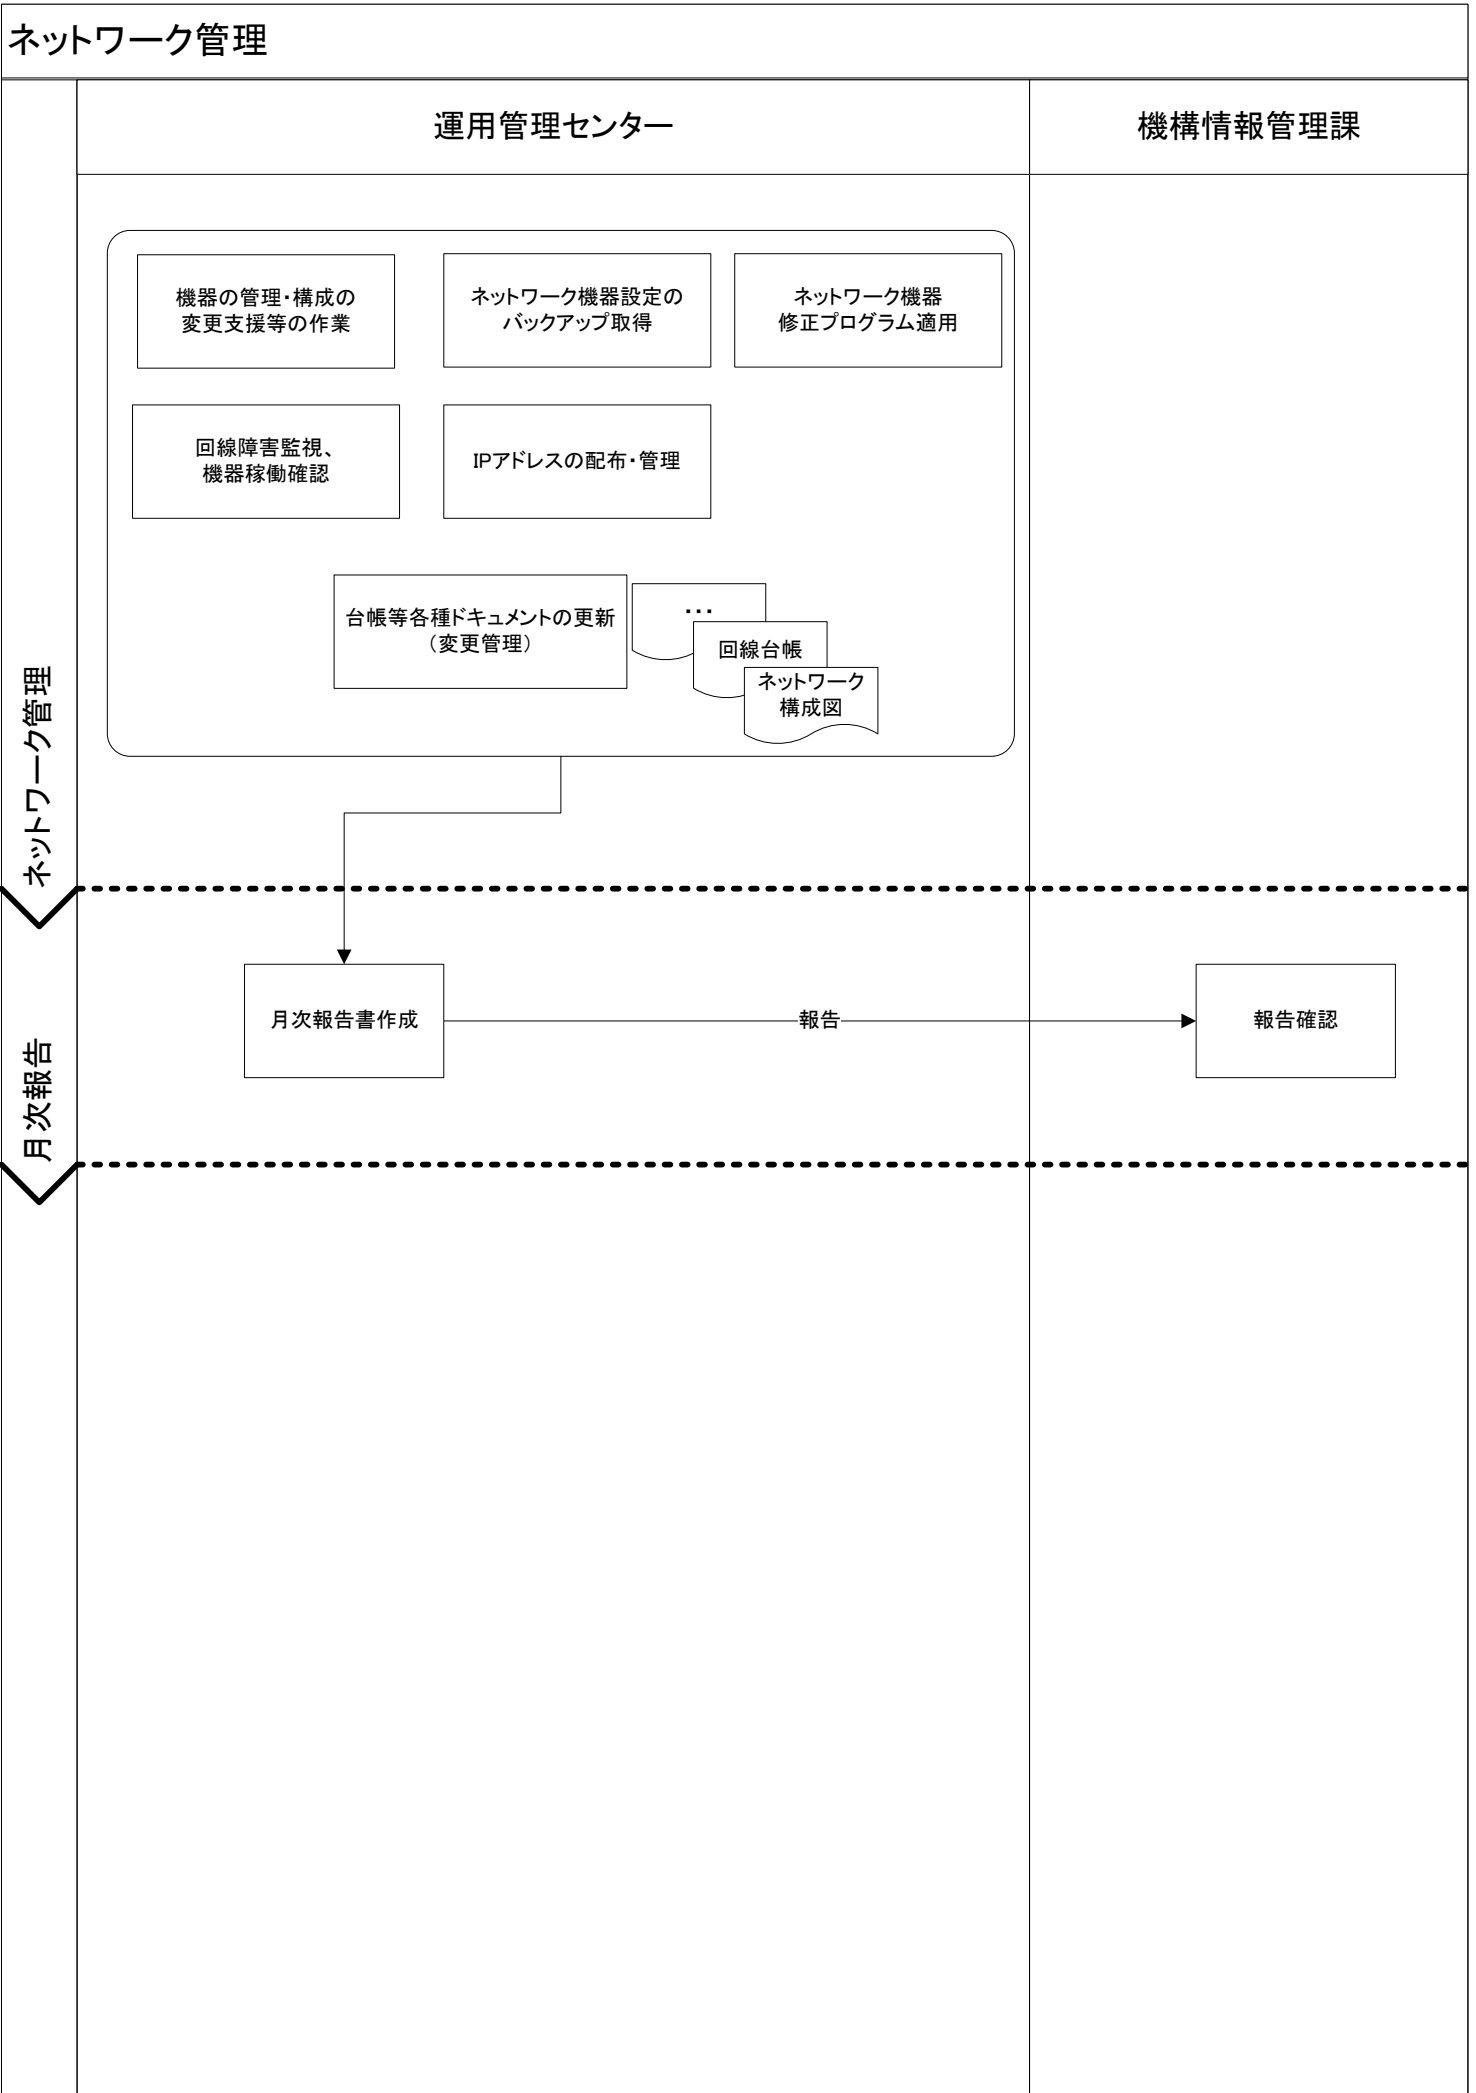 ネットワーク管理
運用管理センター
機構情報管理課
機器の管理・構成の
変更支援等の作業
ネットワーク機器設定の
バックアップ取得
ネットワーク機器
修正プログラム適用
回線障害監視、
機器稼働確認
IPアドレスの配布・管理
台帳等各種ドキュメントの更新
（変更管理）
・・・
回線台帳
ネットワーク
構成図
ネットワーク管理
月次報告書作成
報告
報告確認
月次報告